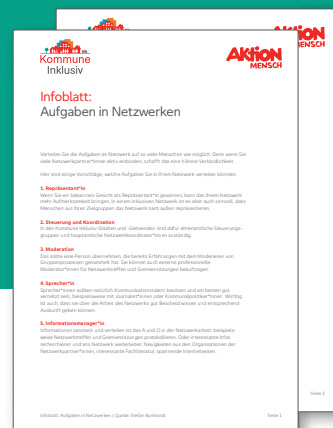 Kommune
Inklusiv
AKTION
MENSCH
AKTION
MENSCH
Infoblatt:
Aufgaben in Netzwerken
Verteilen Sie die Aufgaben in Netzwerk auf so viele Menschen wie möglich. Denn wenn Sie
viele Netzwerkpartner*innen aktiv einbinden, schafft das eine höhere Verbindlichkeit.
Hier sind einige Vorschläge, welche Aufgaben Sie in Ihrem Netzwerk verteilen könnten.
1. Repräsentant*in
Wenn Sie ein bekanntes Gesicht als Repräsentant*in gewinnen, kann das Ihrem Netzwerk
mehr Aufmerksamkeit bringen. In einem inklusiven Netzwerk ist es aber auch sinnvoll, dass
Menschen aus Ihren Zielgruppen das Netzwerk nach außen repräsentieren.
2. Steuerung und Koordination
In den Kommune Inklusiv-Städten und -Gemeinden sind dafür ehrenamtliche Steuerungs-
gruppen und hauptamtliche Netzwerkkoordinator*innen zuständig.
3. Moderation
Das sollte eine Person übernehmen, die bereits Erfahrungen mit dem Moderieren von
Gruppenprozessen gesammelt hat. Sie können auch externe professionelle
Moderator*innen für Netzwerktreffen und Gremiensitzungen beauftragen.
4. Sprecher*in
Sprecher*innen sollten natürlich Kommunikationstalent besitzen und am besten gut
vernetzt sein, beispielsweise mit Journalist*innen oder Kommunalpolitiker*innen. Wichtig
ist auch, dass sie über die Arbeit des Netzwerks gut Bescheid wissen und entsprechend
Auskunft geben können.
5. Informationsmanager*in
Informationen sammeln und verteilen ist das A und O in der Netzwerkarbeit: beispiels-
weise Netzwerktreffen und Gremiensitzungen protokollieren. Oder interessante Infos
recherchieren und ans Netzwerk weiterleiten: Neuigkeiten aus den Organisationen der
Netzwerkpartner*innen, interessante Fachliteratur, spannende Internetseiten.
Seite 2
Infoblatt: Aufgaben in Netzwerken | Quelle: Stefan Burkhardt
Seite 1